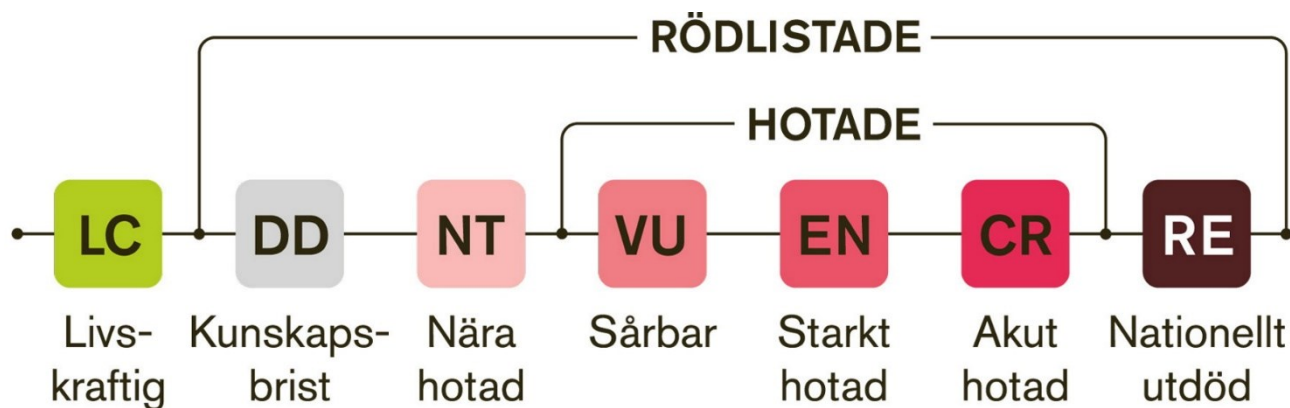 RÖDLISTADE
HOTADE
LC DD NT VU EN CR RE
Livs- Kunskaps- Nära Sårbar Starkt Akut Nationellt
kraftig brist hotad hotad hotad utdöd